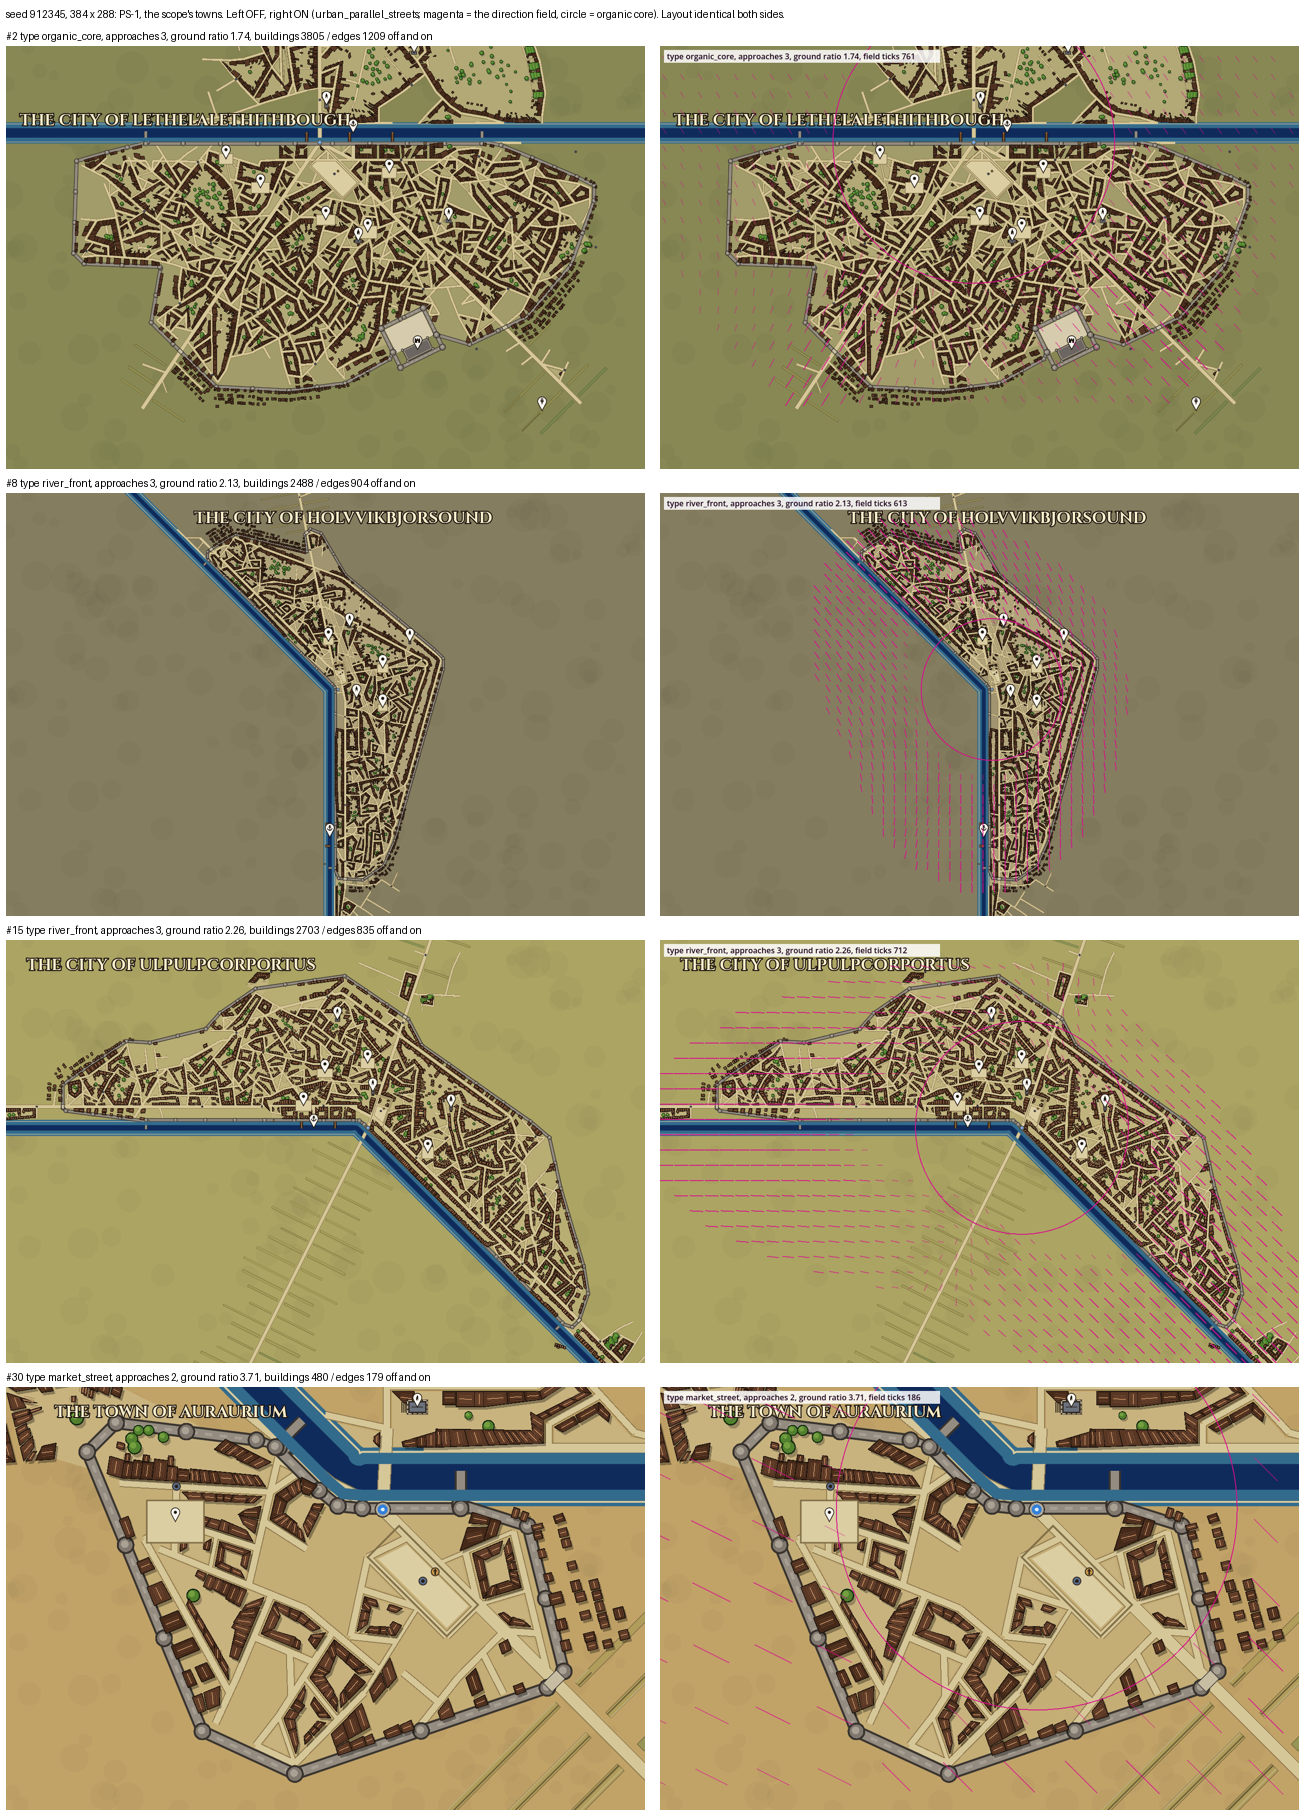 seed 912345, 384 x 288: PS-1, the scope's towns. Left OFF, right ON (urban_parallel_streets; magenta = the direction field, circle = organic core). Layout identical both sides.
#2 type organic_core, approaches 3, ground ratio 1.74, buildings 3805 / edges 1209 off and on
type organic_core, approaches 3, ground ratio 1.74, field ticks 761
THE CITY OF LETHELALETHITHBOUGH
THE CITY OF LETHELALETHITHBOUGH
#8 type river_front, approaches 3, ground ratio 2.13, buildings 2488 / edges 904 off and on
type river_front, approaches 3, ground ratio 2.13, field ticks 613
THE CITY OF HOLVVIKBJORSOUND
THE CITY OF HOLVVIKBJORSOUND
#15 type river_front, approaches 3, ground ratio 2.26, buildings 2703 / edges 835 off and on
type river_front, approaches 3, ground ratio 2.26, field ticks 712
THE CITY OF ULPULPCORPORTUS
THE CITY OF ULPULPCORPORTUS
#30 type market_street, approaches 2, ground ratio 3.71, buildings 480 / edges 179 off and on
type market_street, approaches 2, ground ratio 3.71, field ticks 186
THE TOWN OF AURAURIUM
THE TOWN OF AURAURIUM